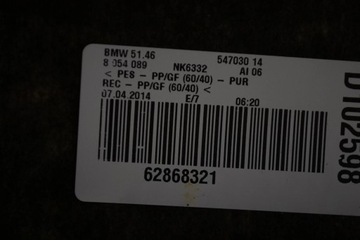 BMW 51.46 547030 14
8 054 089 NK6332 AI 06
< PES - PP/GF (60/40) - PUR
REC - PP/GF (60/40) <
07.04.2014 E/7 06:20
62868321
D102598